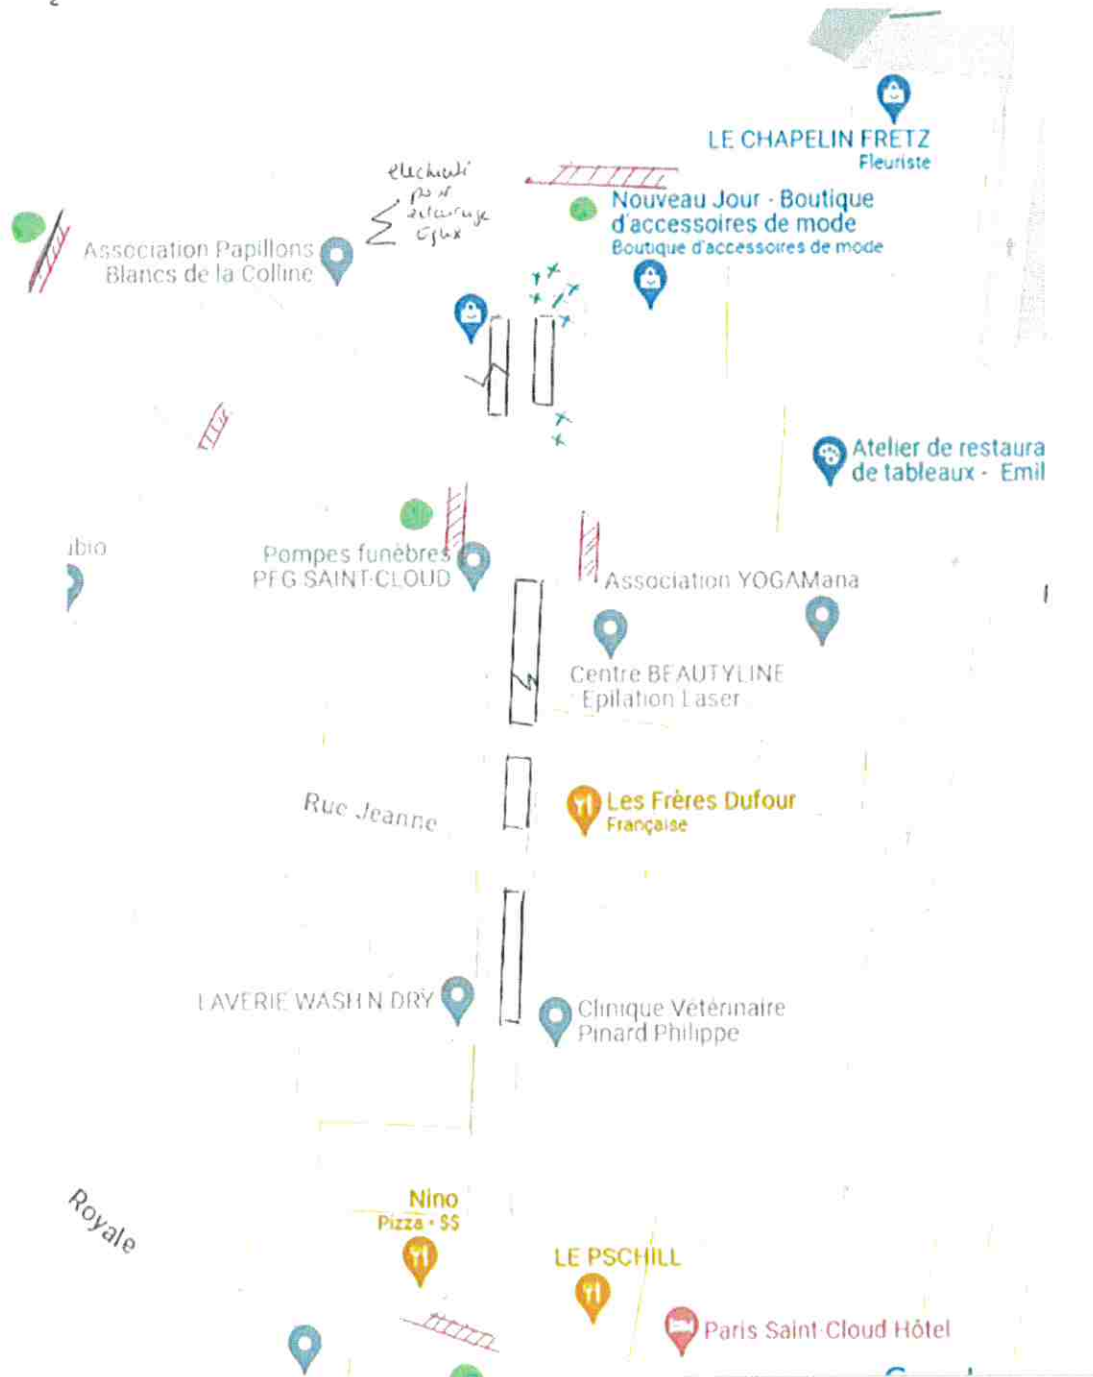 LE CHAPELIN FRETZ
Fleuriste
Nouveau Jour - Boutique
d'accessoires de mode
Boutique d'accessoires de mode
Association Papillons
Blancs de la Colline
Atelier de restaura
de tableaux - Emil
Pompes funèbres
PFG SAINT-CLOUD
Association YOGAMana
Centre BEAUTYLINE
Epilation Laser
Rue Jeanne
Les Frères Dufour
Française
LAVERIE WASH N DRY
Clinique Vétérinaire
Pinard Philippe
Royale
Nino
Pizza · $$
LE PSCHILL
Paris Saint-Cloud Hôtel